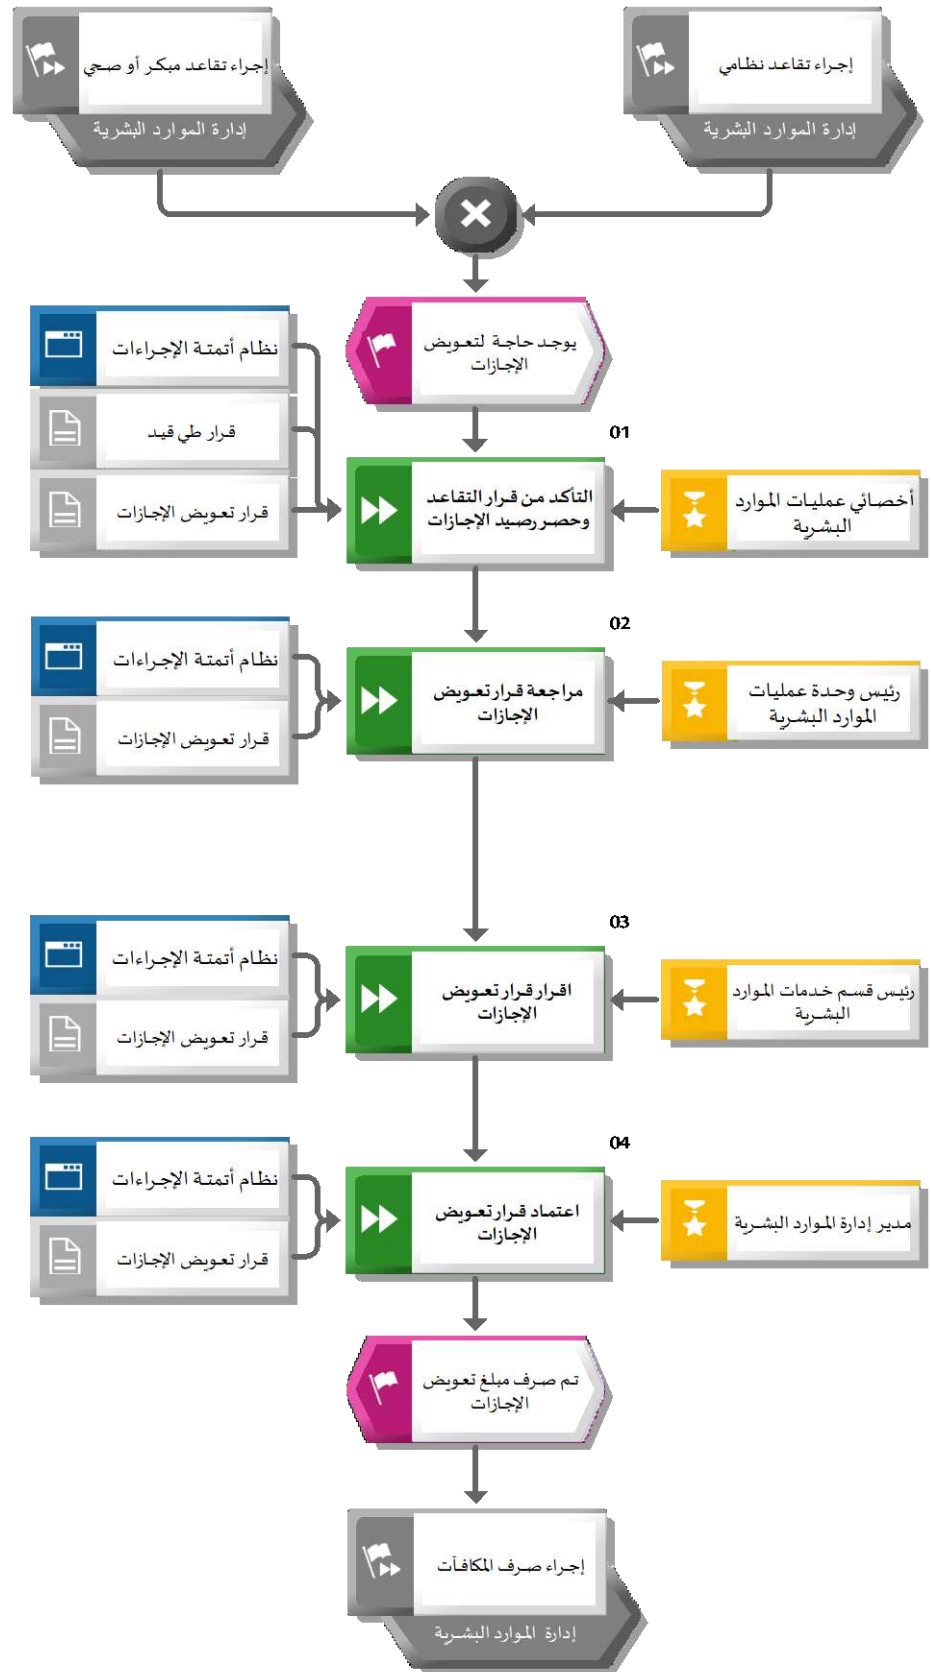 إجراء تقاعد نظامي
إدارة الموارد البشرية
إجراء تقاعد مبكر أو صحي
إدارة الموارد البشرية
يوجد حاجة لتعويض
الإجازات
01
أخصائي عمليات الموارد
البشرية
التأكد من قرار التقاعد
وحصر رصيد الإجازات
نظام أتمتة الإجراءات
قرار طي قيد
قرار تعويض الإجازات
02
رئيس وحدة عمليات
الموارد البشرية
مراجعة قرار تعويض
الإجازات
نظام أتمتة الإجراءات
قرار تعويض الإجازات
03
رئيس قسم خدمات الموارد
البشرية
اقرار قرار تعويض
الإجازات
نظام أتمتة الإجراءات
قرار تعويض الإجازات
04
مدير إدارة الموارد البشرية
اعتماد قرار تعويض
الإجازات
نظام أتمتة الإجراءات
قرار تعويض الإجازات
تم صرف مبلغ تعويض
الإجازات
إجراء صرف المكافآت
إدارة الموارد البشرية